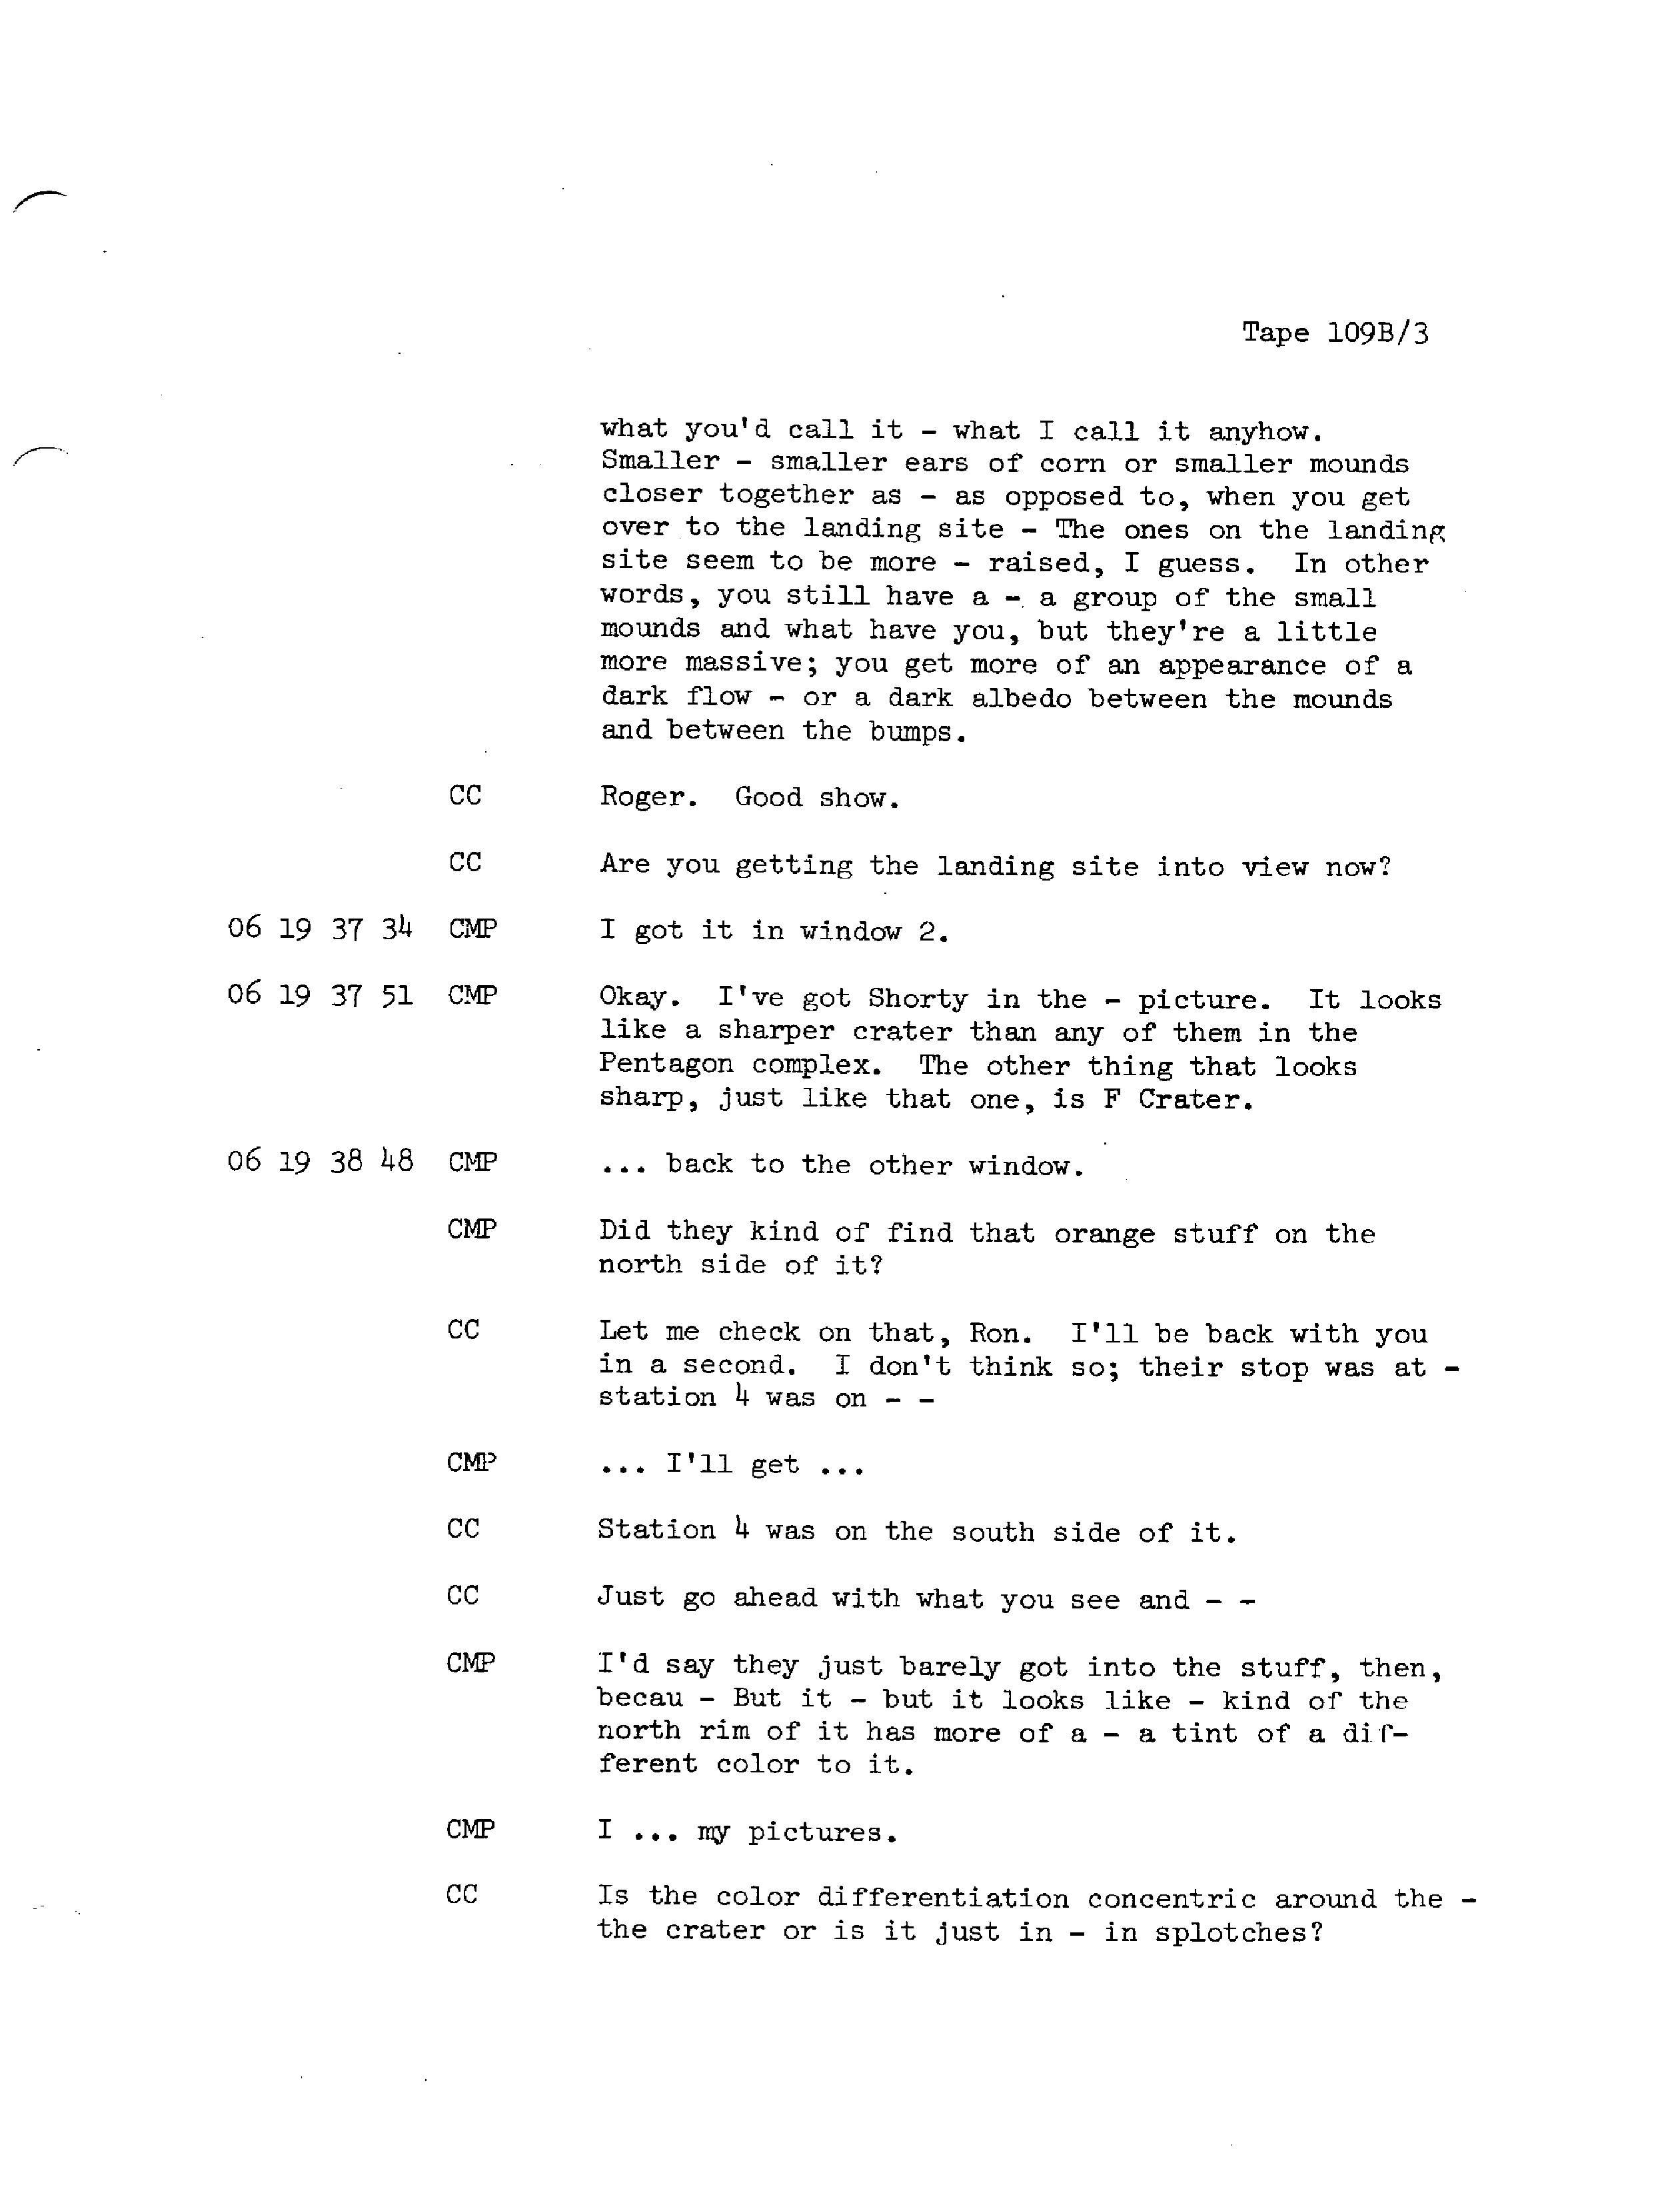 Tape 109B/3
what you'd call it - what I call it anyhow.
Smaller - smaller ears of corn or smaller mounds
closer together as - as opposed to, when you get
over to the landing site - The ones on the landing
site seem to be more - raised, I guess. In other
words, you still have a - a group of the small
mounds and what have you, but they're a little
more massive; you get more of an appearance of a
dark flow - or a dark albedo between the mounds
and between the bumps.
CC Roger. Good show.
CC Are you getting the landing site into view now?
06 19 37 34 CMP I got it in window 2.
06 19 37 51 CMP Okay. I've got Shorty in the - picture. It looks
like a sharper crater than any of them in the
Pentagon complex. The other thing that looks
sharp, just like that one, is F Crater.
06 19 38 48 CMP ... back to the other window.
CMP Did they kind of find that orange stuff on the
north side of it?
CC Let me check on that, Ron. I'll be back with you
in a second. I don't think so; their stop was at -
station 4 was on - -
CMP ... I'll get ...
CC Station 4 was on the south side of it.
CC Just go ahead with what you see and - -
CMP I'd say they just barely got into the stuff, then,
becau - But it - but it looks like - kind of the
north rim of it has more of a - a tint of a dif-
ferent color to it.
CMP I ... my pictures.
CC Is the color differentiation concentric around the -
the crater or is it just in - in splotches?